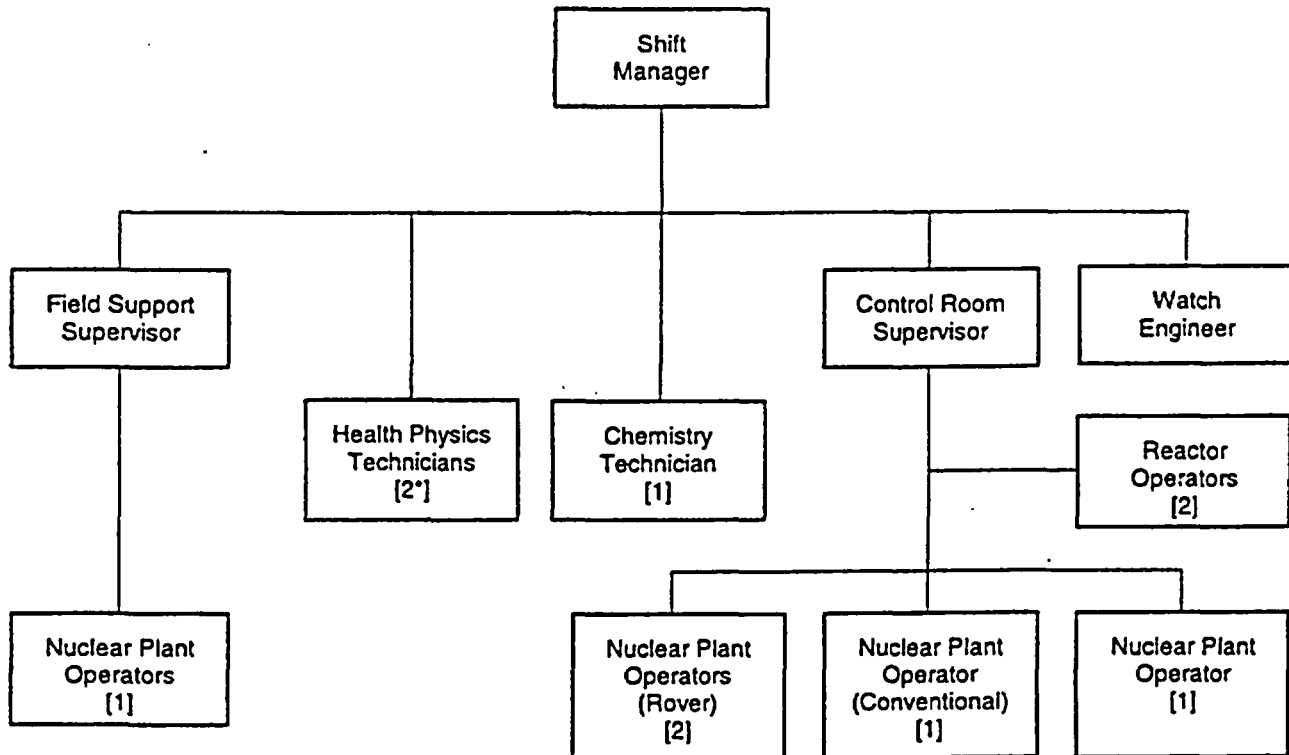 Shift
Manager
Field Support
Supervisor
Control Room
Supervisor
Watch
Engineer
Health Physics
Technicians
[2*]
Chemistry
Technician
[1]
Reactor
Operators
[2]
Nuclear Plant
Operators
[1]
Nuclear Plant
Operators
(Rover)
[2]
Nuclear Plant
Operator
(Conventional)
[1]
Nuclear Plant
Operator
[1]